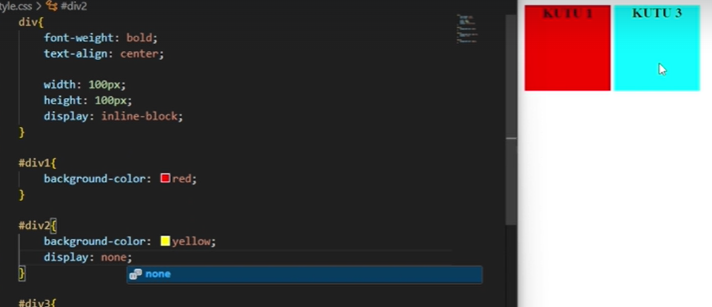 tyle.css > #div2
div{
font-weight: bold;
text-align: center;
width: 100px;
height: 100px;
display: inline-block;
}
#div1{
background-color: red;
}
#div2{
background-color: yellow;
display: none;
}
none
#div3{
KUTU 1
KUTU 3